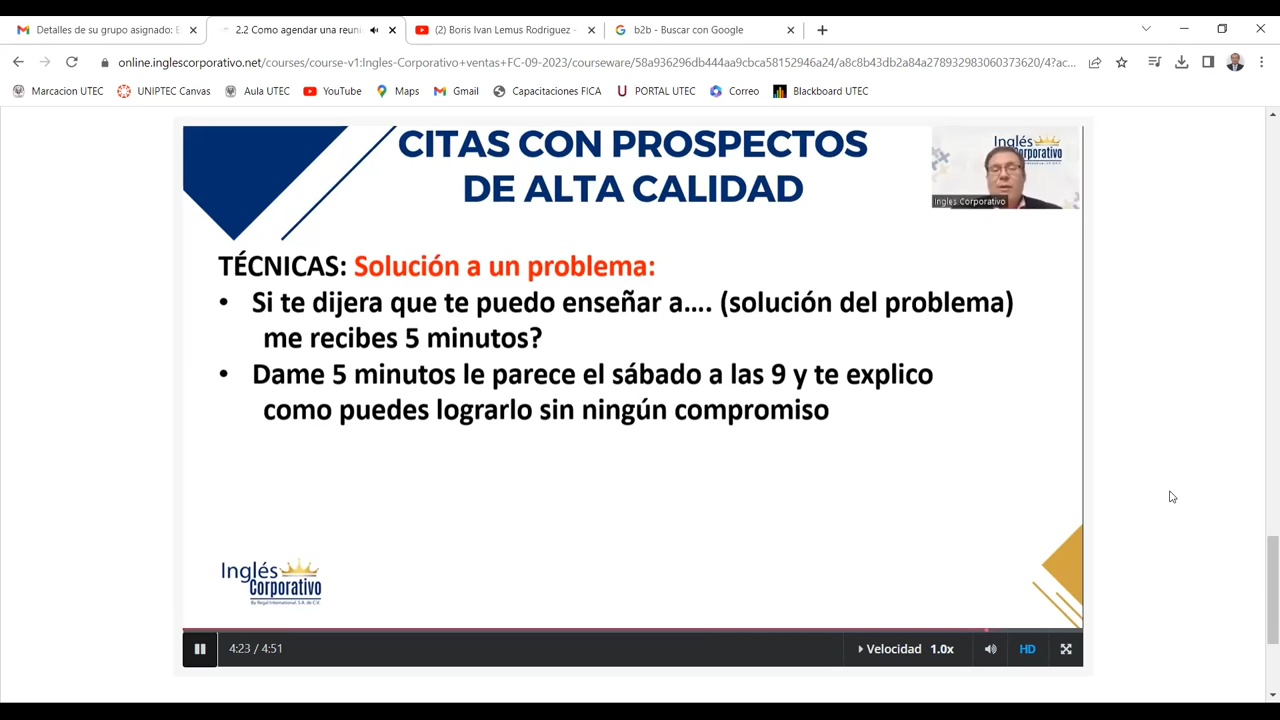 Detalles de su grupo asignado: E
2.2 Como agendar una reuni
(2) Boris Ivan Lemus Rodriguez -
b2b - Buscar con Google
online.inglescorporativo.net/courses/course-v1:Ingles-Corporativo+ventas+FC-09-2023/courseware/58a936296db444aa9cba58152946a24/a8c8b43db2a84a278932983060373620/4?ac...
Marcacion UTEC
UNIPTEC Canvas
Aula UTEC
YouTube
Maps
Gmail
Capacitaciones FICA
PORTAL UTEC
Correo
Blackboard UTEC
CITAS CON PROSPECTOS
DE ALTA CALIDAD
Inglés
Corporativo
Ingles Corporativo
TÉCNICAS: Solución a un problema:
• Si te dijera que te puedo enseñar a.... (solución del problema)
me recibes 5 minutos?
• Dame 5 minutos le parece el sábado a las 9 y te explico
como puedes lograrlo sin ningún compromiso
Inglés
Corporativo
By Regal International, S.A. de C.V.
4:23 / 4:51
Velocidad 1.0x
HD